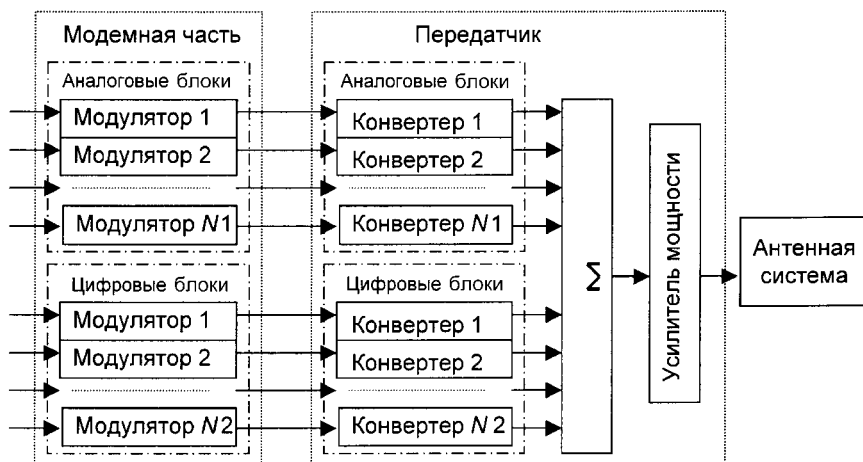 Модемная часть
Передатчик
Аналоговые блоки
Аналоговые блоки
Модулятор 1
Конвертер 1
Модулятор 2
Конвертер 2
Модулятор N1
Конвертер N1
Цифровые блоки
Цифровые блоки
Модулятор 1
Конвертер 1
Модулятор 2
Конвертер 2
Модулятор N2
Конвертер N2
Σ
Усилитель мощности
Антенная
система